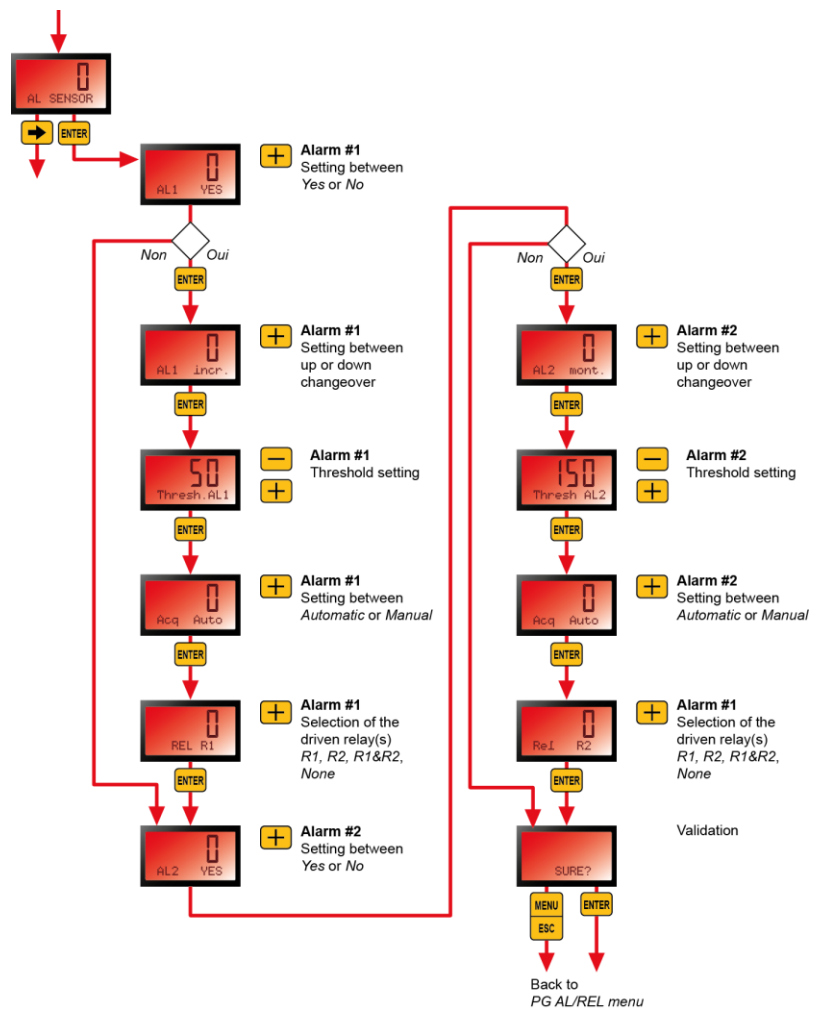 0
AL SENSOR
ENTER
0
AL1 YES
+
Alarm #1
Setting between
Yes or No
Non
Oui
ENTER
0
AL1 incr.
+
Alarm #1
Setting between
up or down
changeover
ENTER
50
Thresh.AL1
−
+
Alarm #1
Threshold setting
ENTER
0
Acq Auto
+
Alarm #1
Setting between
Automatic or Manual
ENTER
0
REL R1
+
Alarm #1
Selection of the
driven relay(s)
R1, R2, R1&R2,
None
ENTER
0
AL2 YES
+
Alarm #2
Setting between
Yes or No
Non
Oui
ENTER
0
AL2 mont.
+
Alarm #2
Setting between
up or down
changeover
ENTER
150
Thresh AL2
−
+
Alarm #2
Threshold setting
ENTER
0
Acq Auto
+
Alarm #2
Setting between
Automatic or Manual
ENTER
0
Rel R2
+
Alarm #1
Selection of the
driven relay(s)
R1, R2, R1&R2,
None
ENTER
SURE?
Validation
MENU
ESC
ENTER
Back to
PG AL/REL menu